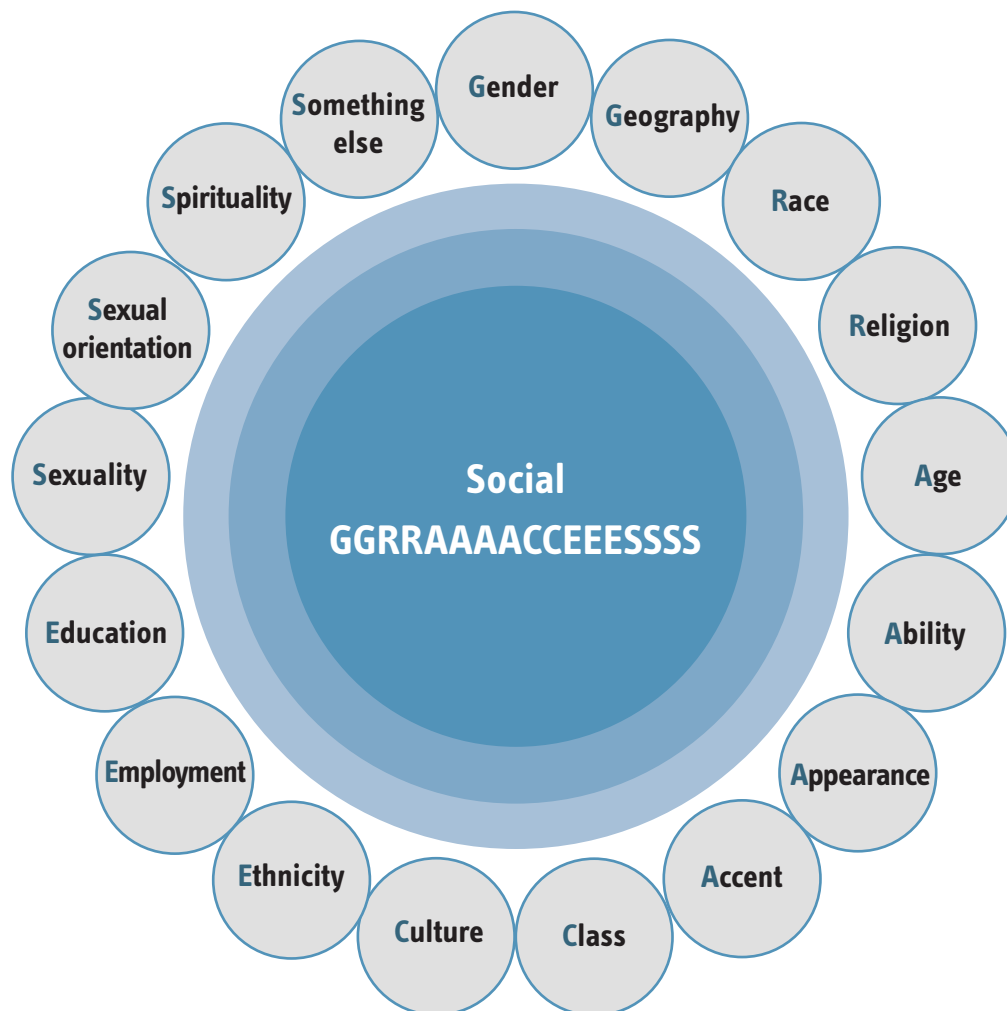 Social
GGRRAAAACCEEESSSS
Gender
Geography
Race
Religion
Age
Ability
Appearance
Accent
Class
Culture
Ethnicity
Employment
Education
Sexuality
Sexual
orientation
Spirituality
Something
else